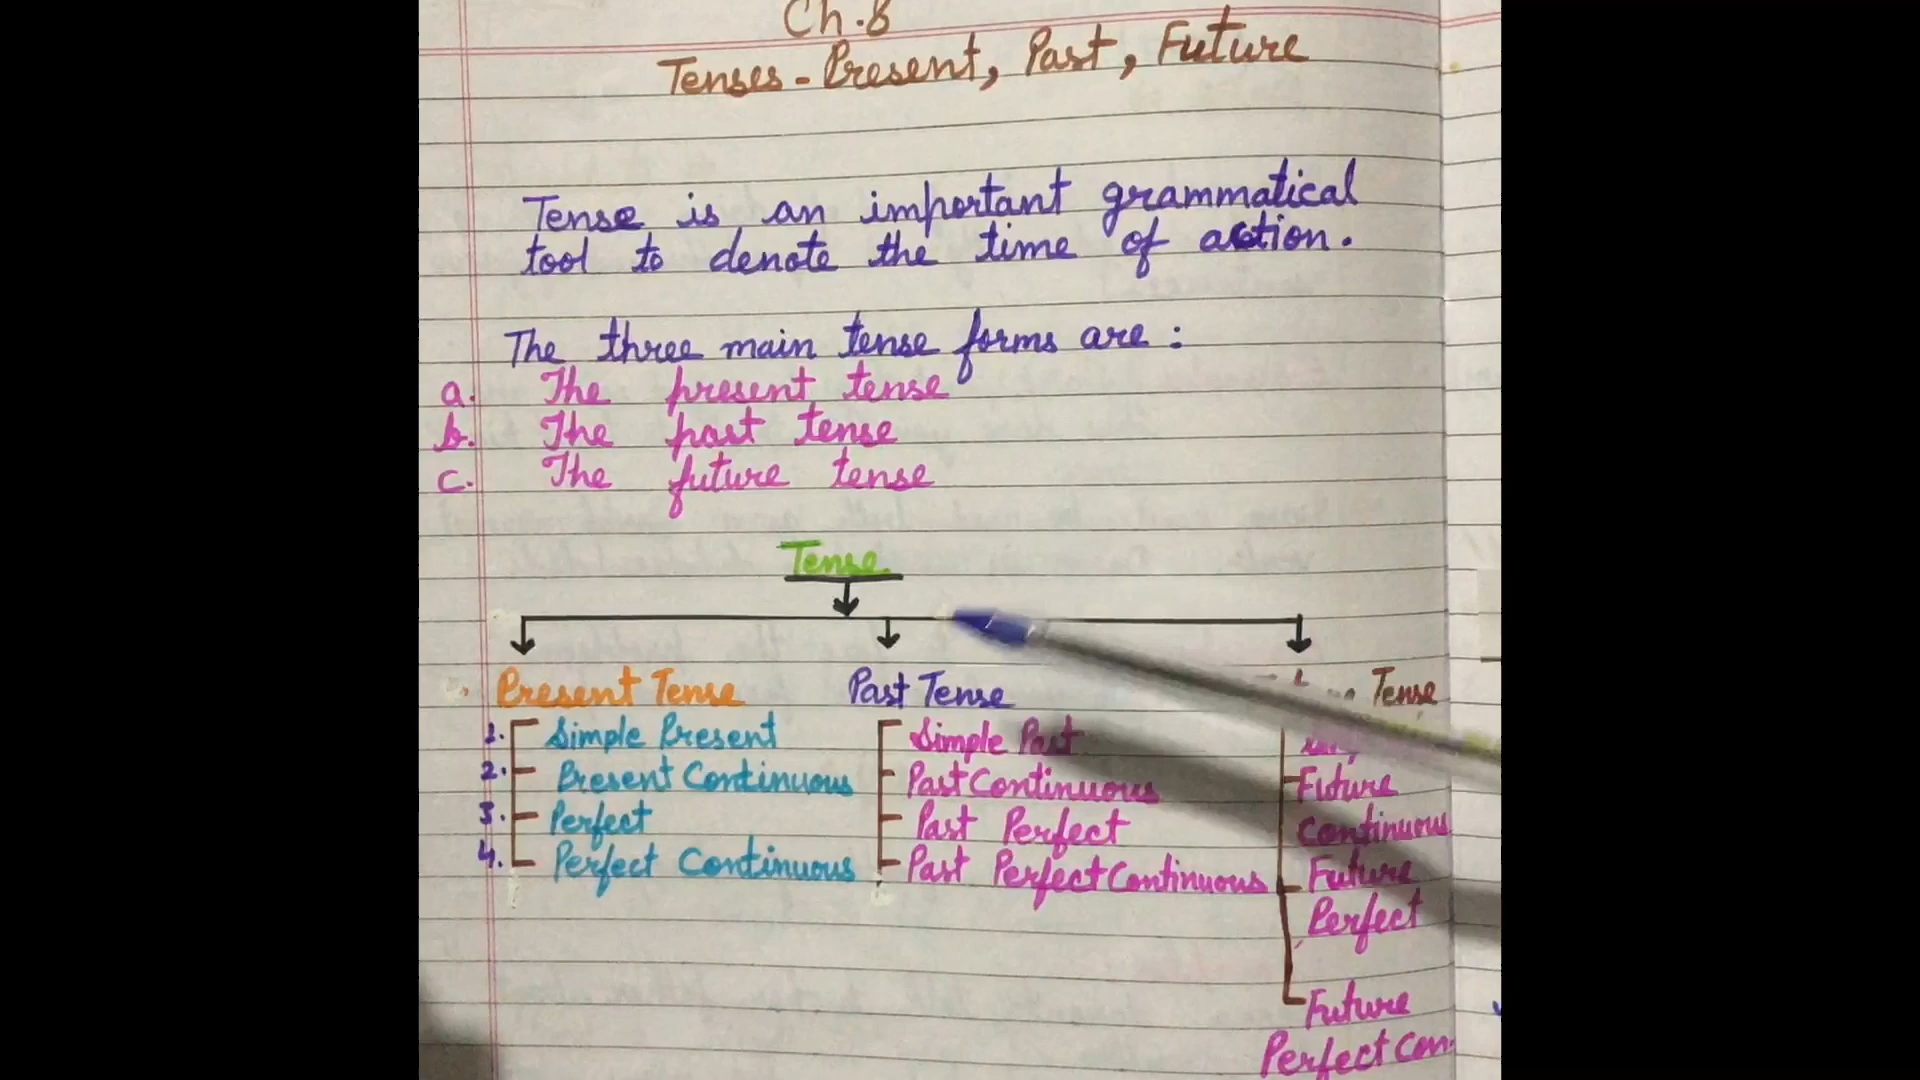 Ch.8
Tenses - Present, Past, Future
Tense is an important grammatical
tool to denote the time of action.
The three main tense forms are :
a. The present tense
b. The past tense
c. The future tense
Tense
Present Tense
1. Simple Present
2. Present Continuous
3. Perfect
4. Perfect Continuous
Past Tense
Simple Past
Past Continuous
Past Perfect
Past Perfect Continuous
Tense
Future
Continuous
Future
Perfect
Future
Perfect Con.